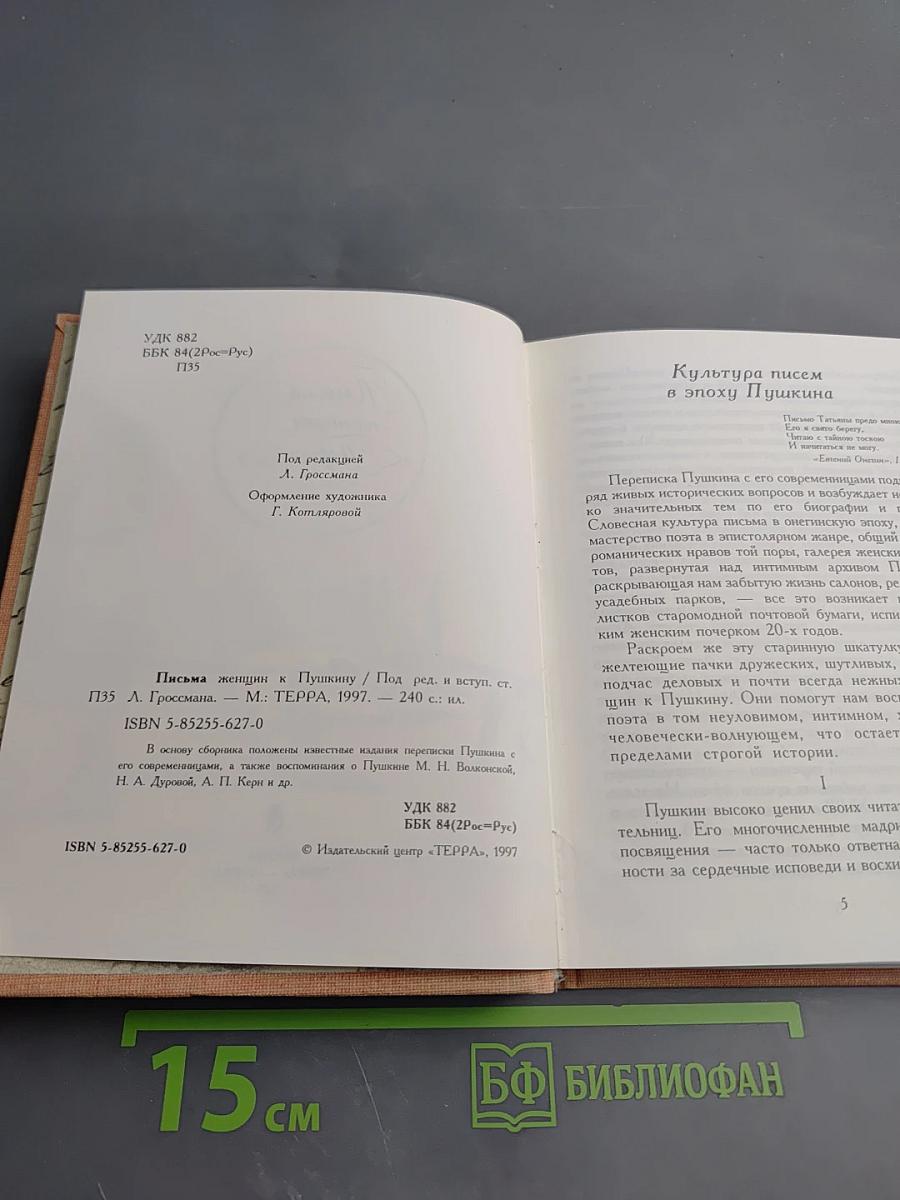 УДК 882
ББК 84(2Рос=Рус)
П35
Под редакцией
Л. Гроссмана
Оформление художника
Г. Котляровой
Письма женщин к Пушкину / Под ред. и вступ. ст.
П35 Л. Гроссмана. — М.: ТЕРРА, 1997. — 240 с.: ил.
ISBN 5-85255-627-0
В основу сборника положены известные издания переписки Пушкина с
его современницами, а также воспоминания о Пушкине М. Н. Волконской,
Н. А. Дуровой, А. П. Керн и др.
УДК 882
ББК 84(2Рос=Рус)
ISBN 5-85255-627-0 © Издательский центр «ТЕРРА», 1997
Культура писем
в эпоху Пушкина
Письмо Татьяны предо мною
Его я свято берегу,
Читаю с тайною тоскою
И начитаться не могу.
«Евгений Онегин»,
Переписка Пушкина с его современницами
ряд живых исторических вопросов и возбуждает
ко значительных тем по его биографии и
Словесная культура письма в онегинскую эпоху,
мастерство поэта в эпистолярном жанре, общий
романических нравов той поры, галерея
тов, развернутая над интимным архивом
раскрывающая нам забытую жизнь салонов,
усадебных парков, — все это возникает
листков старомодной почтовой бумаги,
ким женским почерком 20-х годов.
Раскроем же эту старинную шкатулку
желтеющие пачки дружеских, шутливых,
подчас деловых и почти всегда нежных
щин к Пушкину. Они помогут нам
поэта в том неуловимом, интимном,
человечески-волнующем, что
пределами строгой истории.
I
Пушкин высоко ценил своих
тельниц. Его многочисленные
посвящения — часто только
ности за сердечные исповеди и
5
15 см
БФ БИБЛИОФАН